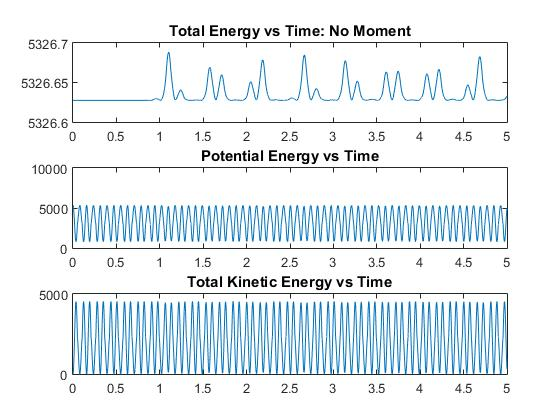 Total Energy vs Time: No Moment
5326.7
5326.65
5326.6
0 0.5 1 1.5 2 2.5 3 3.5 4 4.5 5
Potential Energy vs Time
10000
5000
0
0 0.5 1 1.5 2 2.5 3 3.5 4 4.5 5
Total Kinetic Energy vs Time
5000
0
0 0.5 1 1.5 2 2.5 3 3.5 4 4.5 5